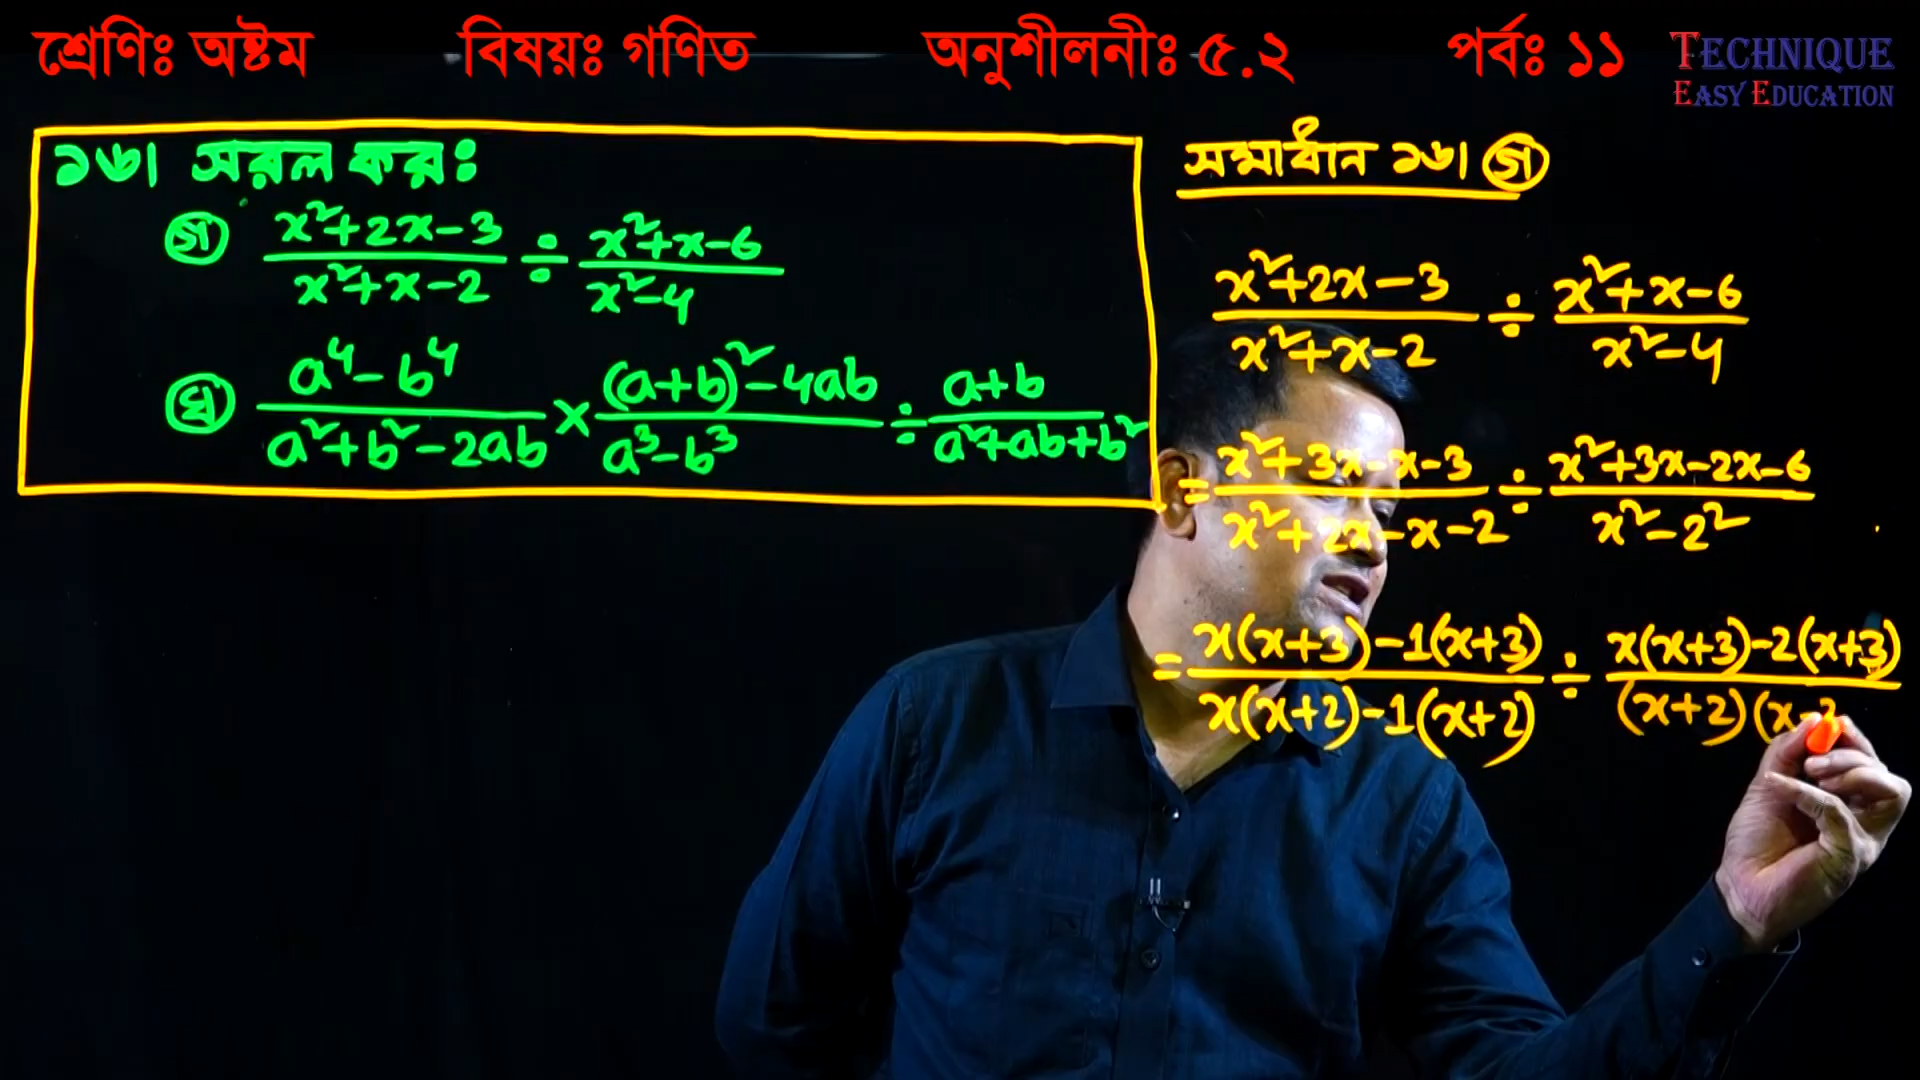 শ্রেণিঃ অষ্টম বিষয়ঃ গণিত অনুশীলনীঃ ৫.২ পর্বঃ ১১
TECHNIQUE
EASY EDUCATION
১৬। সরল করঃ
(গ) (x²+2x-3)/(x²+x-2) ÷ (x²+x-6)/(x²-4)
(ঘ) (a⁴-b⁴)/(a²+b²-2ab) × ((a+b)²-4ab)/(a³-b³) ÷ (a+b)/(a²+ab+b²)
সমাধান ১৬। (গ)
(x²+2x-3)/(x²+x-2) ÷ (x²+x-6)/(x²-4)
= (x²+3x-x-3)/(x²+2x-x-2) ÷ (x²+3x-2x-6)/(x²-2²)
= (x(x+3)-1(x+3))/(x(x+2)-1(x+2)) ÷ (x(x+3)-2(x+3))/((x+2)(x-2